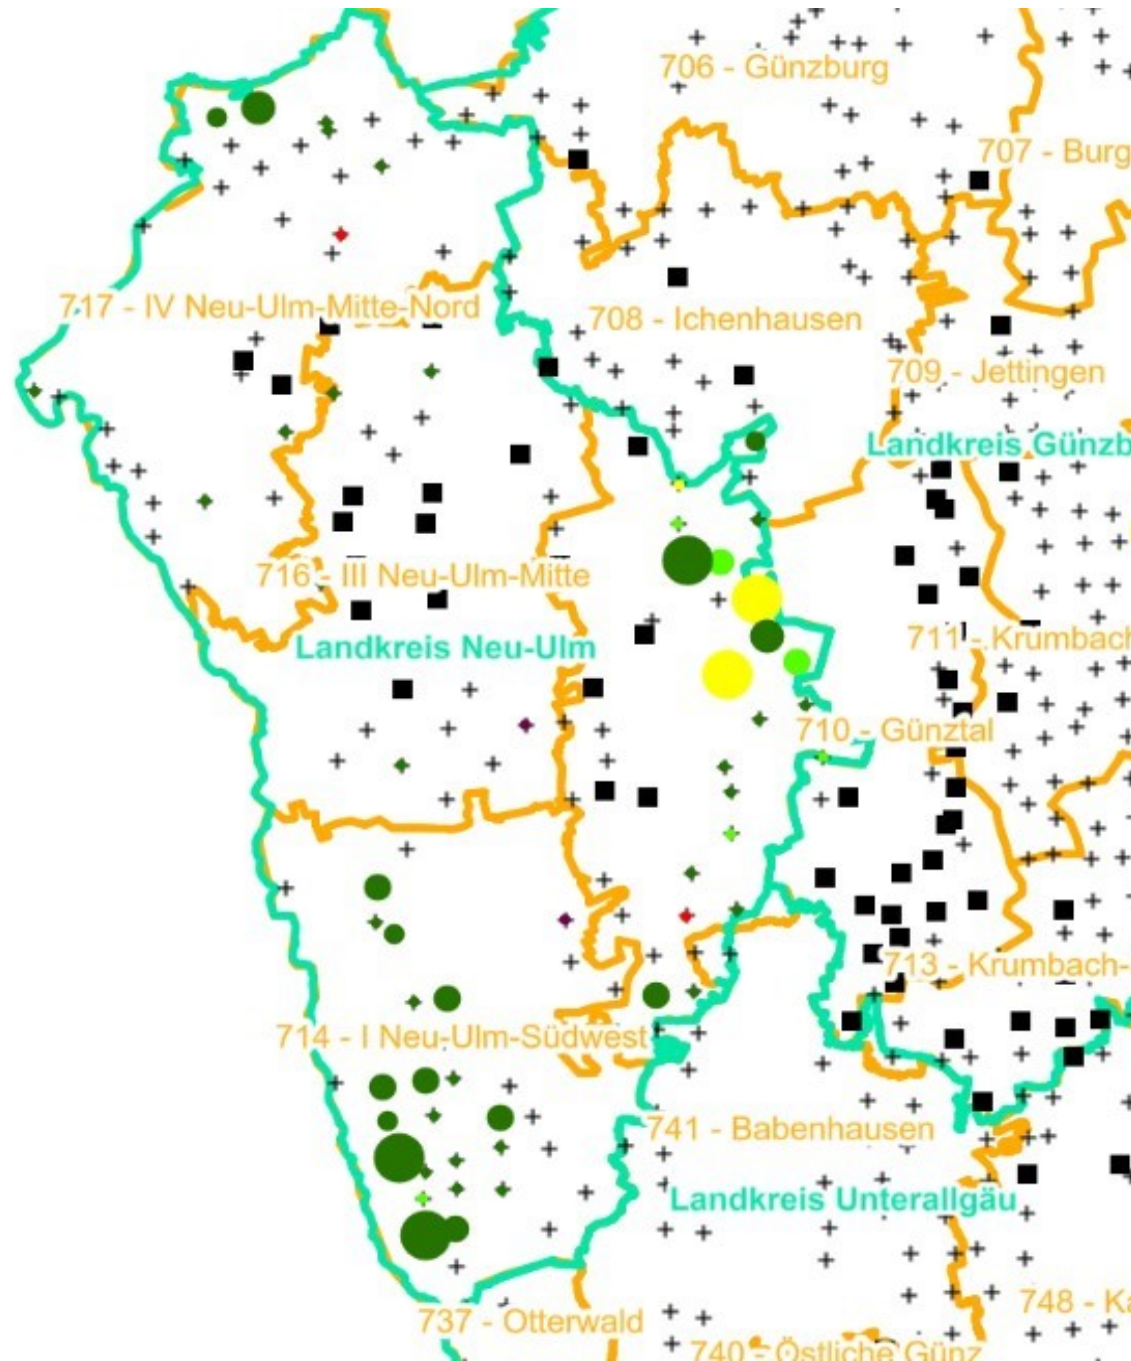 706 - Günzburg
707 - Burg
717 - IV Neu-Ulm-Mitte-Nord
708 - Ichenhausen
709 - Jettingen
Landkreis Günzb
716 - III Neu-Ulm-Mitte
711 - Krumbach
Landkreis Neu-Ulm
710 - Günztal
713 - Krumbach-
714 - I Neu-Ulm-Südwest
741 - Babenhausen
Landkreis Unterallgäu
748 - Ka
737 - Otterwald
740 - Östliche Günz